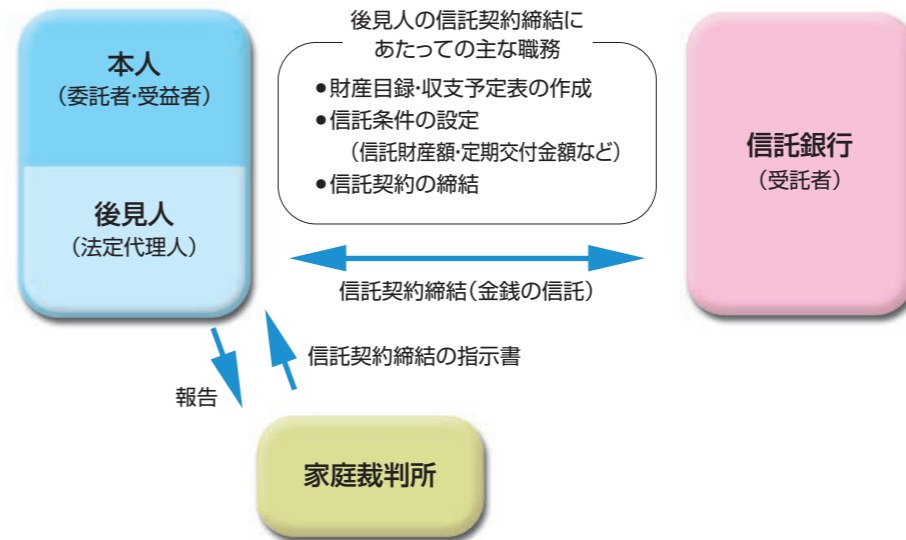 本人
（委託者・受益者）
後見人
（法定代理人）
後見人の信託契約締結に
あたっての主な職務
●財産目録・収支予定表の作成
●信託条件の設定
（信託財産額・定期交付金額など）
●信託契約の締結
信託銀行
（受託者）
信託契約締結（金銭の信託）
信託契約締結の指示書
報告
家庭裁判所